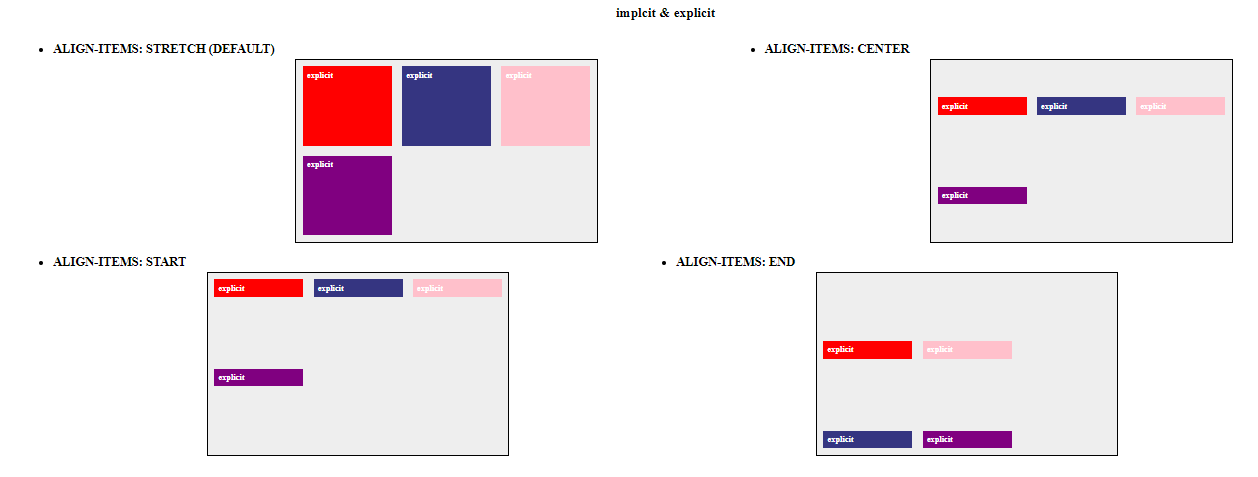 implcit & explicit
ALIGN-ITEMS: STRETCH (DEFAULT)
explicit explicit explicit
explicit
ALIGN-ITEMS: CENTER
explicit explicit explicit
explicit
ALIGN-ITEMS: START
explicit explicit explicit
explicit
ALIGN-ITEMS: END
explicit explicit
explicit explicit